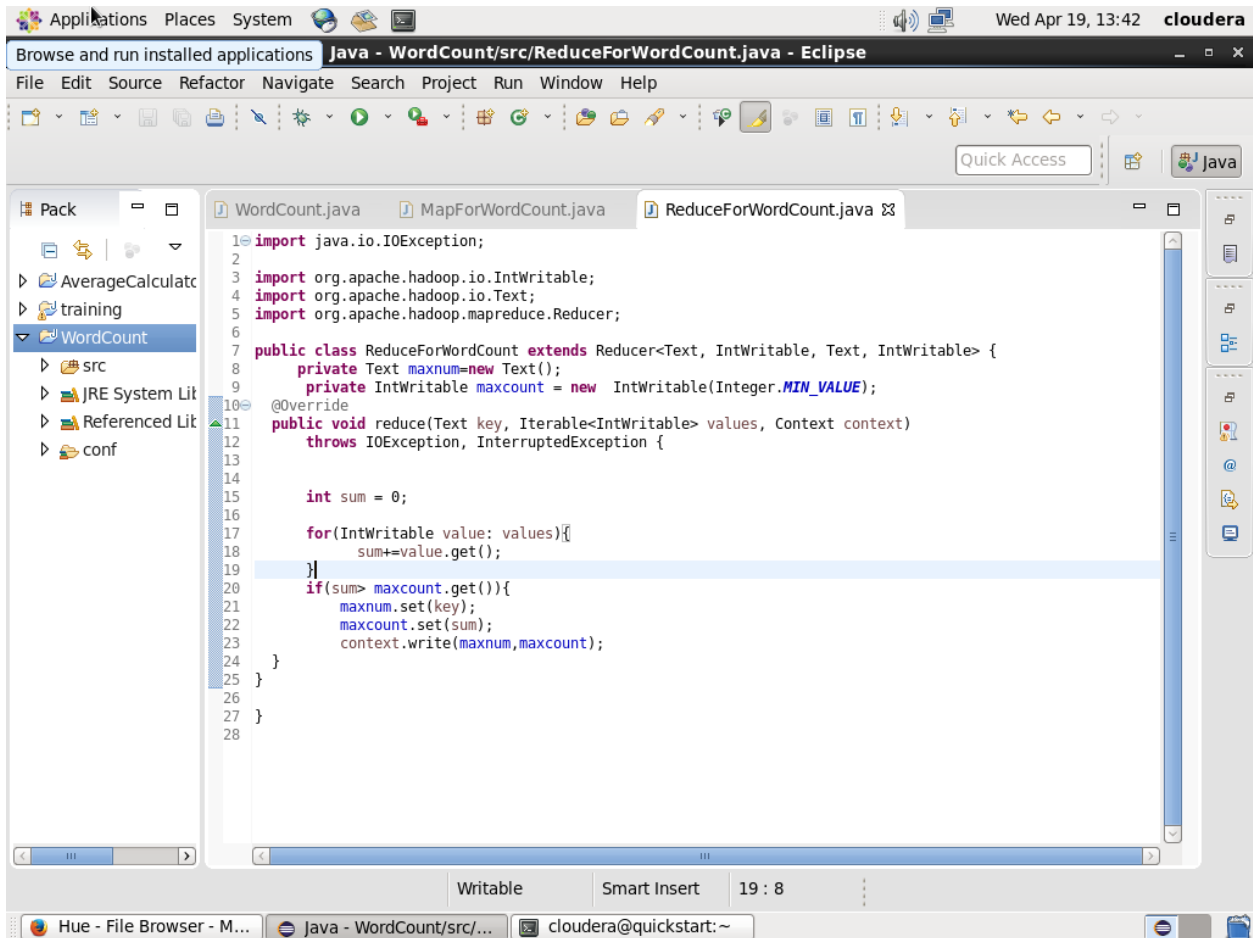 Applications Places System Wed Apr 19, 13:42 cloudera
Browse and run installed applications Java - WordCount/src/ReduceForWordCount.java - Eclipse
File Edit Source Refactor Navigate Search Project Run Window Help
Quick Access Java
Pack WordCount.java MapForWordCount.java ReduceForWordCount.java
AverageCalculatc
training
WordCount
src
JRE System Lit
Referenced Lit
conf
1 import java.io.IOException;
2
3 import org.apache.hadoop.io.IntWritable;
4 import org.apache.hadoop.io.Text;
5 import org.apache.hadoop.mapreduce.Reducer;
6
7 public class ReduceForWordCount extends Reducer<Text, IntWritable, Text, IntWritable> {
8 private Text maxnum=new Text();
9 private IntWritable maxcount = new IntWritable(Integer.MIN_VALUE);
10 @Override
11 public void reduce(Text key, Iterable<IntWritable> values, Context context)
12 throws IOException, InterruptedException {
13
14
15 int sum = 0;
16
17 for(IntWritable value: values){
18 sum+=value.get();
19 }
20 if(sum> maxcount.get()){
21 maxnum.set(key);
22 maxcount.set(sum);
23 context.write(maxnum,maxcount);
24 }
25 }
26
27 }
28
Writable Smart Insert 19 : 8
Hue - File Browser - M... Java - WordCount/src/... cloudera@quickstart:~